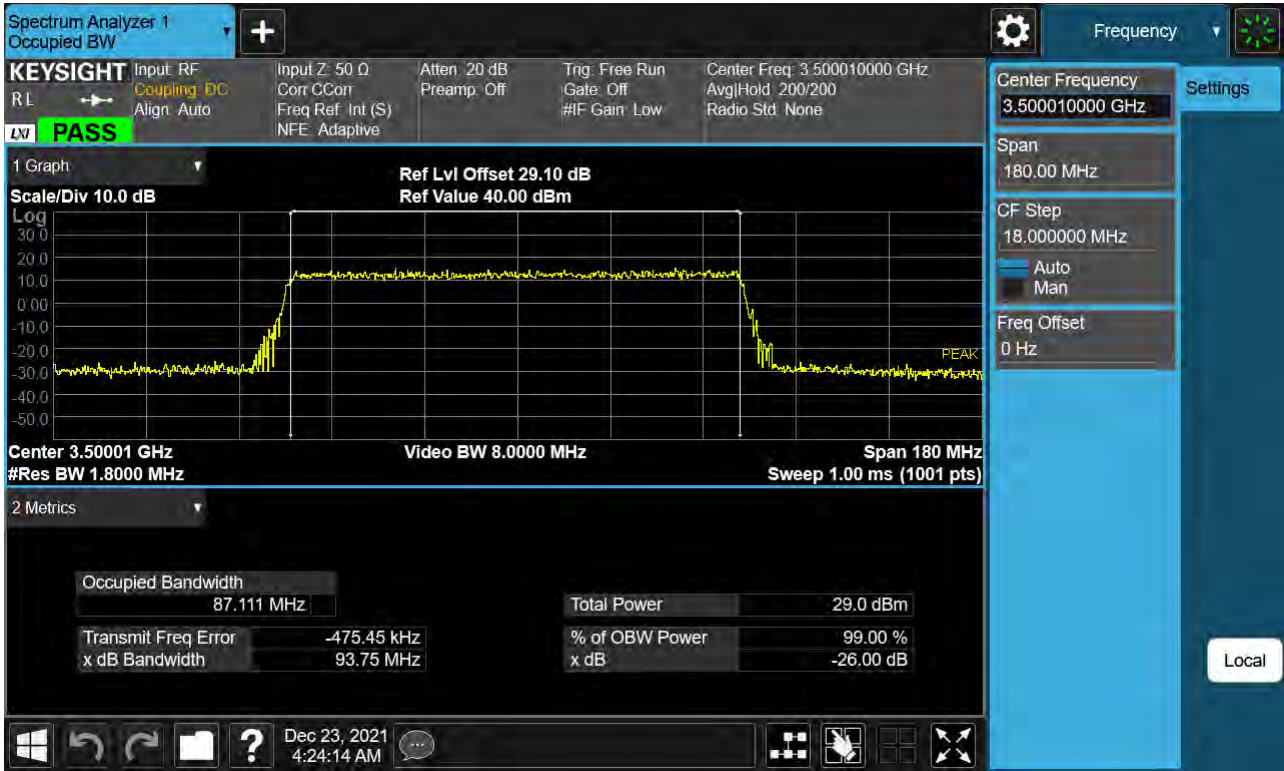 Spectrum Analyzer 1
Occupied BW
Frequency
KEYSIGHT
RL
LXI
PASS
Input: RF
Coupling: DC
Align: Auto
Input Z: 50 Ω
Corr CCorr
Freq Ref: Int (S)
NFE: Adaptive
Atten: 20 dB
Preamp: Off
Trig: Free Run
Gate: Off
#IF Gain: Low
Center Freq: 3.500010000 GHz
Avg|Hold: 200/200
Radio Std: None
Center Frequency
3.500010000 GHz
Settings
Span
180.00 MHz
CF Step
18.000000 MHz
Auto
Man
Freq Offset
0 Hz
Local
1 Graph
Scale/Div 10.0 dB
Ref Lvl Offset 29.10 dB
Ref Value 40.00 dBm
Log
30.0
20.0
10.0
0.00
-10.0
-20.0
-30.0
-40.0
-50.0
PEAK
Center 3.50001 GHz
#Res BW 1.8000 MHz
Video BW 8.0000 MHz
Span 180 MHz
Sweep 1.00 ms (1001 pts)
2 Metrics
Occupied Bandwidth
87.111 MHz
Total Power 29.0 dBm
Transmit Freq Error -475.45 kHz
% of OBW Power 99.00 %
x dB Bandwidth 93.75 MHz
x dB -26.00 dB
?
Dec 23, 2021
4:24:14 AM